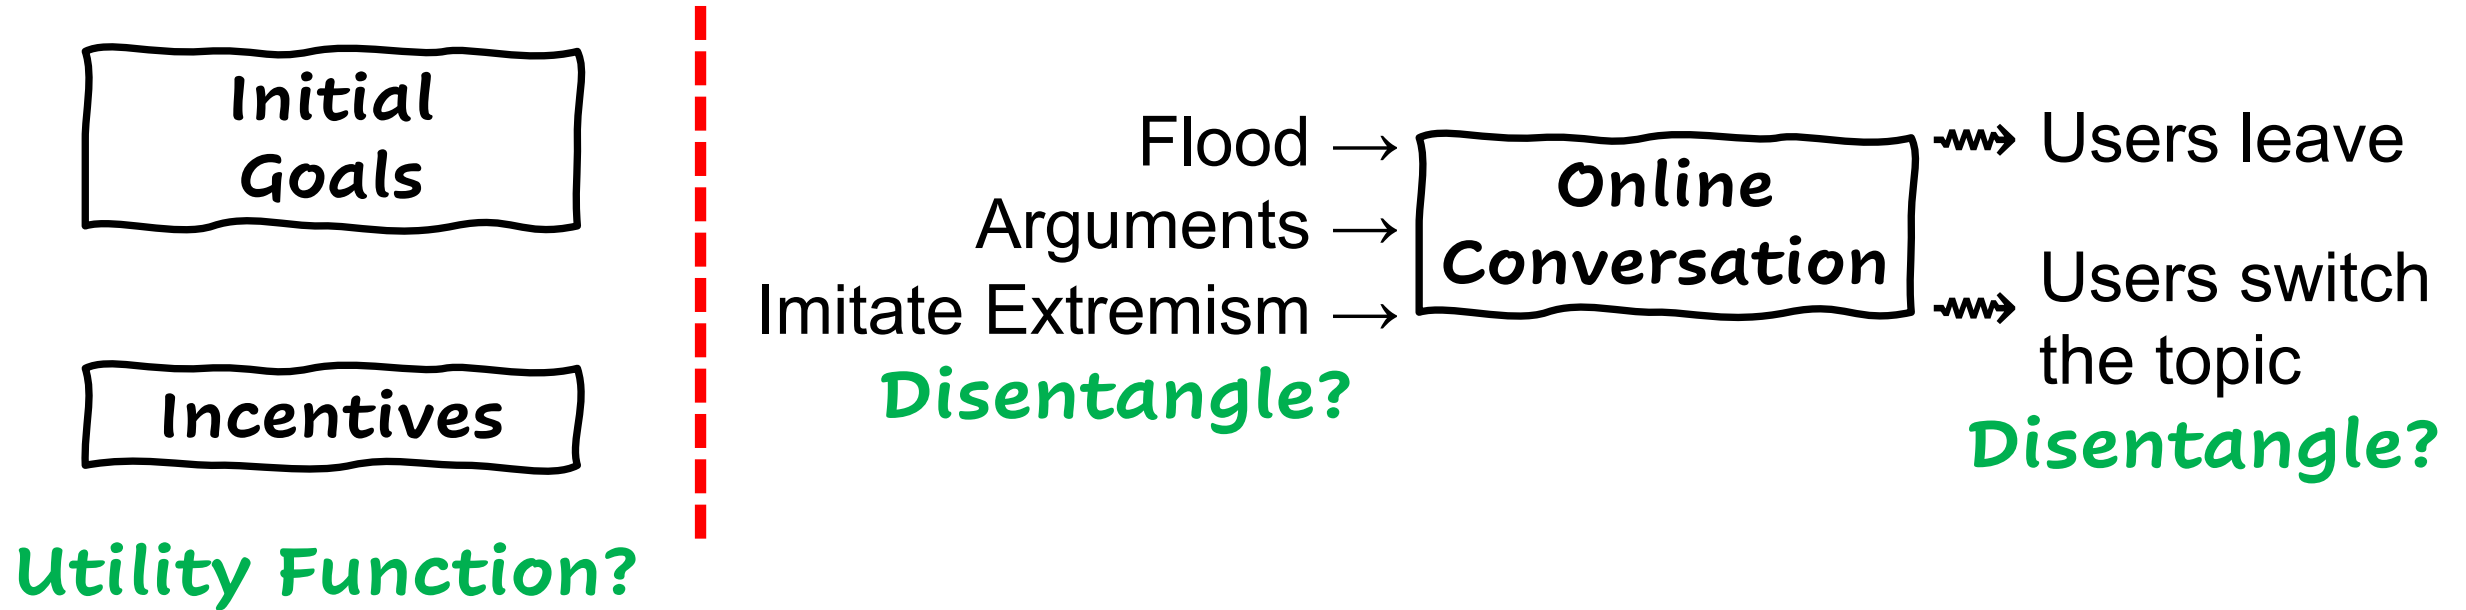 Initial
Goals
Incentives
Utility Function?
Flood →
Arguments →
Imitate Extremism →
Disentangle?
Online
Conversation
Users leave
Users switch
the topic
Disentangle?